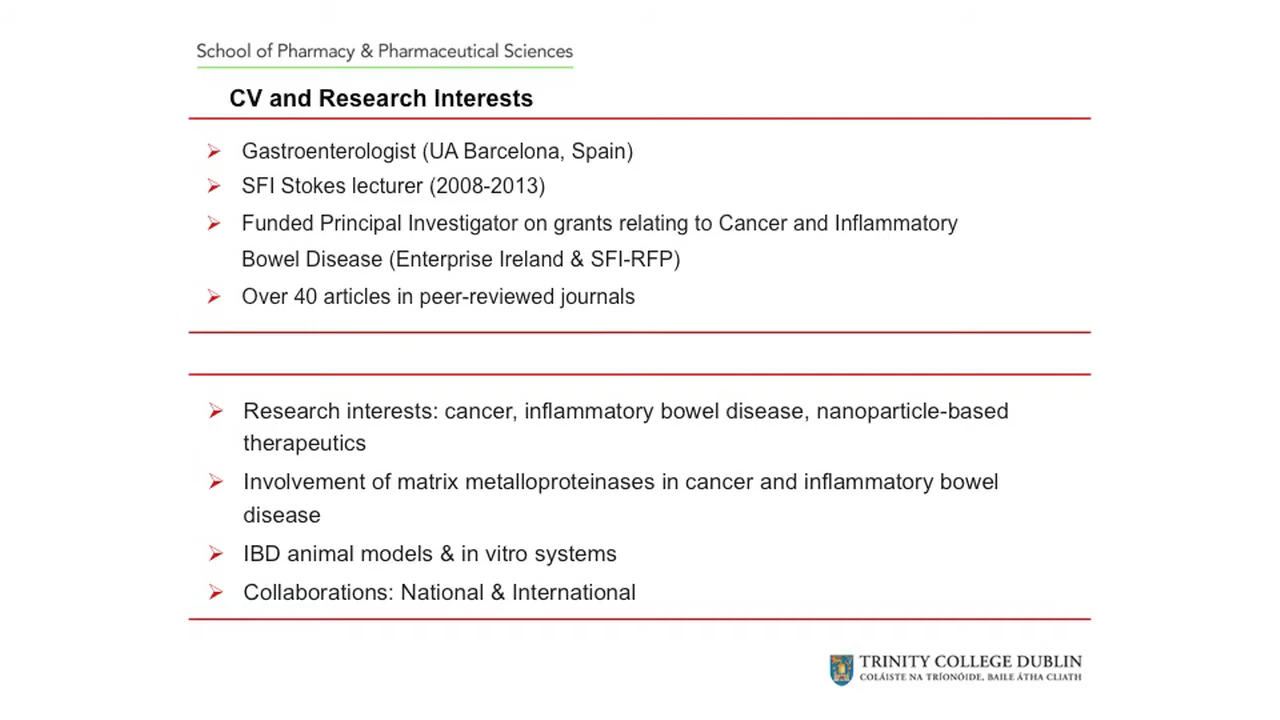 School of Pharmacy & Pharmaceutical Sciences
CV and Research Interests
Gastroenterologist (UA Barcelona, Spain)
SFI Stokes lecturer (2008-2013)
Funded Principal Investigator on grants relating to Cancer and Inflammatory
Bowel Disease (Enterprise Ireland & SFI-RFP)
Over 40 articles in peer-reviewed journals
Research interests: cancer, inflammatory bowel disease, nanoparticle-based
therapeutics
Involvement of matrix metalloproteinases in cancer and inflammatory bowel
disease
IBD animal models & in vitro systems
Collaborations: National & International
TRINITY COLLEGE DUBLIN
COLÁISTE NA TRÍONÓIDE, BAILE ÁTHA CLIATH